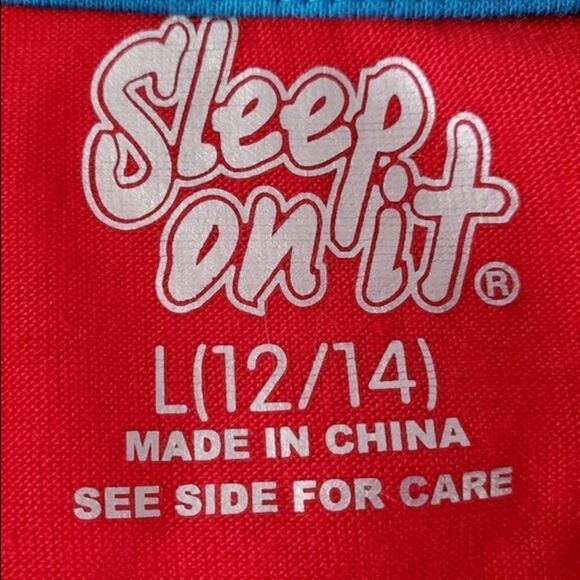 Sleep
on it®
L(12/14)
MADE IN CHINA
SEE SIDE FOR CARE